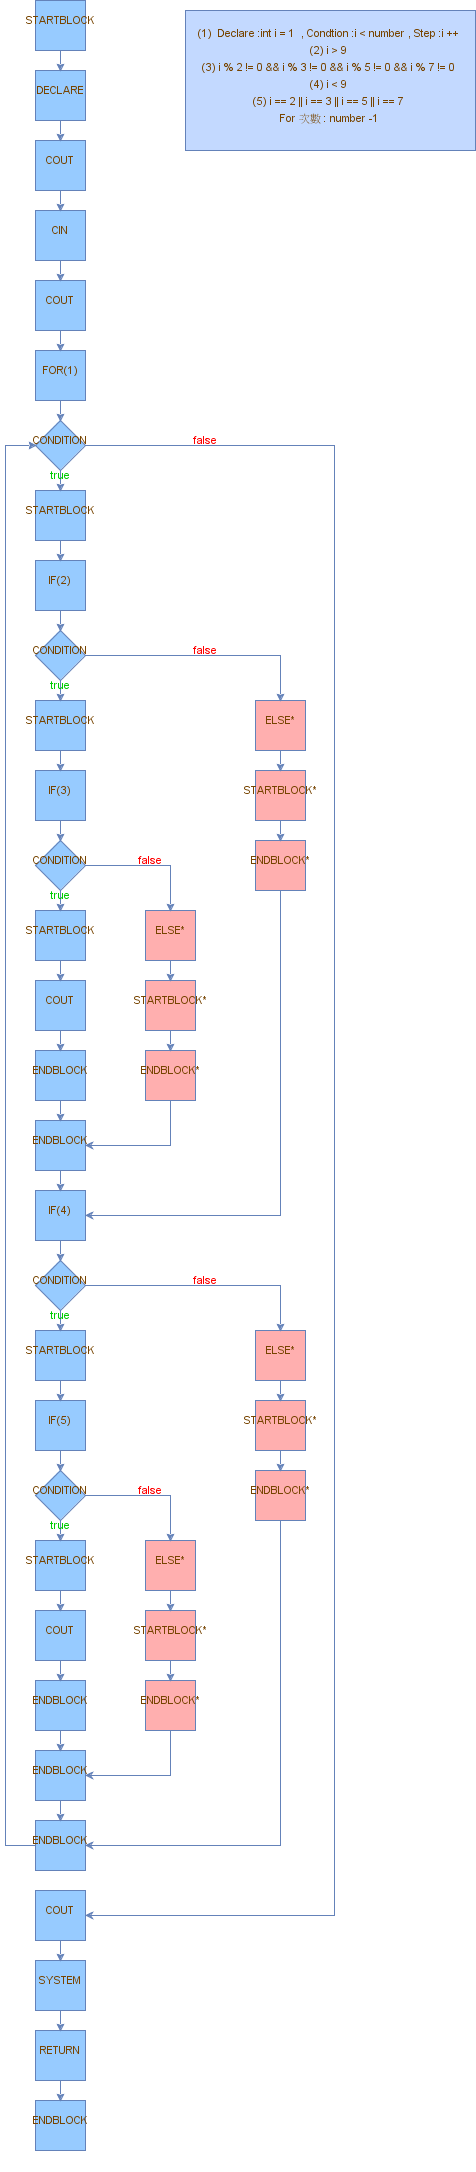 STARTBLOCK
(1) Declare :int i = 1 , Condtion :i < number , Step :i ++
(2) i > 9
(3) i % 2 != 0 && i % 3 != 0 && i % 5 != 0 && i % 7 != 0
(4) i < 9
(5) i == 2 || i == 3 || i == 5 || i == 7
For 次數 : number -1
DECLARE
COUT
CIN
COUT
FOR(1)
CONDITION
false
true
STARTBLOCK
IF(2)
CONDITION
false
true
STARTBLOCK
ELSE*
IF(3)
STARTBLOCK*
CONDITION
false
ENDBLOCK*
true
STARTBLOCK
ELSE*
COUT
STARTBLOCK*
ENDBLOCK
ENDBLOCK*
ENDBLOCK
IF(4)
CONDITION
false
true
STARTBLOCK
ELSE*
IF(5)
STARTBLOCK*
CONDITION
false
ENDBLOCK*
true
STARTBLOCK
ELSE*
COUT
STARTBLOCK*
ENDBLOCK
ENDBLOCK*
ENDBLOCK
ENDBLOCK
COUT
SYSTEM
RETURN
ENDBLOCK